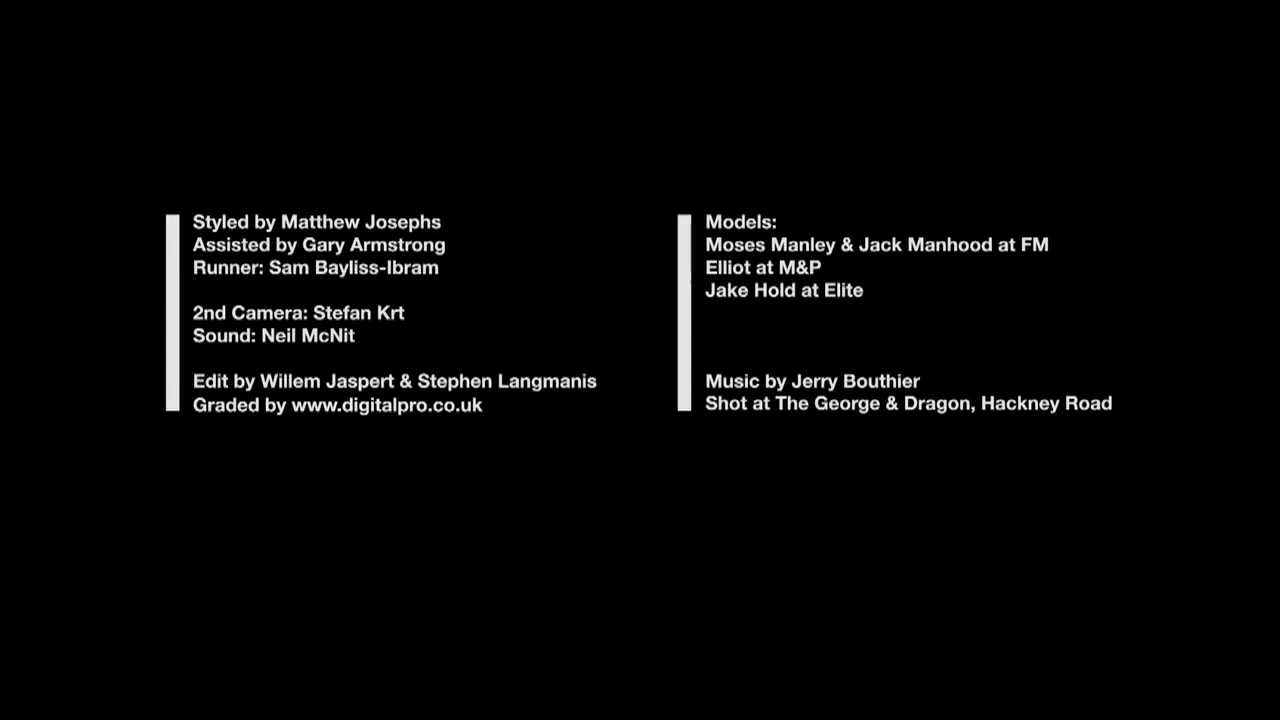 Styled by Matthew Josephs
Assisted by Gary Armstrong
Runner: Sam Bayliss-Ibram
2nd Camera: Stefan Krt
Sound: Neil McNit
Edit by Willem Jaspert & Stephen Langmanis
Graded by www.digitalpro.co.uk
Models:
Moses Manley & Jack Manhood at FM
Elliot at M&P
Jake Hold at Elite
Music by Jerry Bouthier
Shot at The George & Dragon, Hackney Road